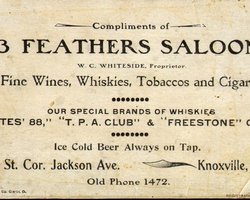 Compliments of
3 FEATHERS SALOON
W. C. WHITESIDE, Proprietor.
Fine Wines, Whiskies, Tobaccos and Cigar
OUR SPECIAL BRANDS OF WHISKIES
TES' 88," "T. P. A. CLUB" & "FREESTONE" C
Ice Cold Beer Always on Tap.
St. Cor. Jackson Ave.
Knoxville,
Old Phone 1472.